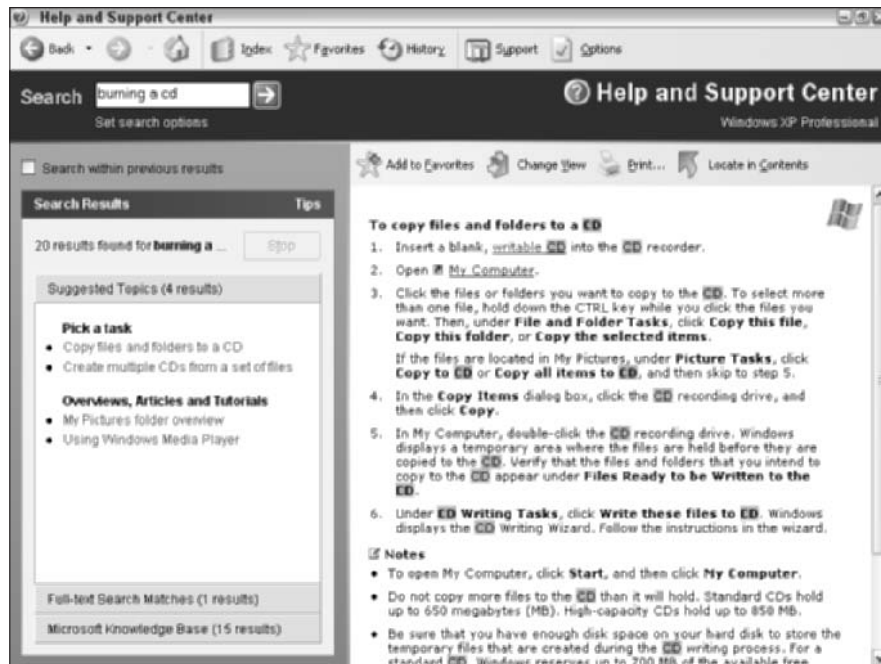 Help and Support Center
Back
Index
Favorites
History
Support
Options
Search
burning a cd
Set search options
Help and Support Center
Windows XP Professional
Search within previous results
Add to Favorites
Change View
Print...
Locate in Contents
Search Results
Tips
20 results found for burning a ...
Stop
Suggested Topics (4 results)
Pick a task
• Copy files and folders to a CD
• Create multiple CDs from a set of files
Overviews, Articles and Tutorials
• My Pictures folder overview
• Using Windows Media Player
Full-text Search Matches (1 results)
Microsoft Knowledge Base (15 results)
To copy files and folders to a CD
1. Insert a blank, writable CD into the CD recorder.
2. Open My Computer.
3. Click the files or folders you want to copy to the CD. To select more
than one file, hold down the CTRL key while you click the files you
want. Then, under File and Folder Tasks, click Copy this file,
Copy this folder, or Copy the selected items.
If the files are located in My Pictures, under Picture Tasks, click
Copy to CD or Copy all items to CD, and then skip to step 5.
4. In the Copy Items dialog box, click the CD recording drive, and
then click Copy.
5. In My Computer, double-click the CD recording drive. Windows
displays a temporary area where the files are held before they are
copied to the CD. Verify that the files and folders that you intend to
copy to the CD appear under Files Ready to be Written to the
CD.
6. Under CD Writing Tasks, click Write these files to CD. Windows
displays the CD Writing Wizard. Follow the instructions in the wizard.
Notes
• To open My Computer, click Start, and then click My Computer.
• Do not copy more files to the CD than it will hold. Standard CDs hold
up to 650 megabytes (MB). High-capacity CDs hold up to 850 MB.
• Be sure that you have enough disk space on your hard disk to store the
temporary files that are created during the CD writing process. For a
standard CD, Windows reserves up to 700 MB of the available free